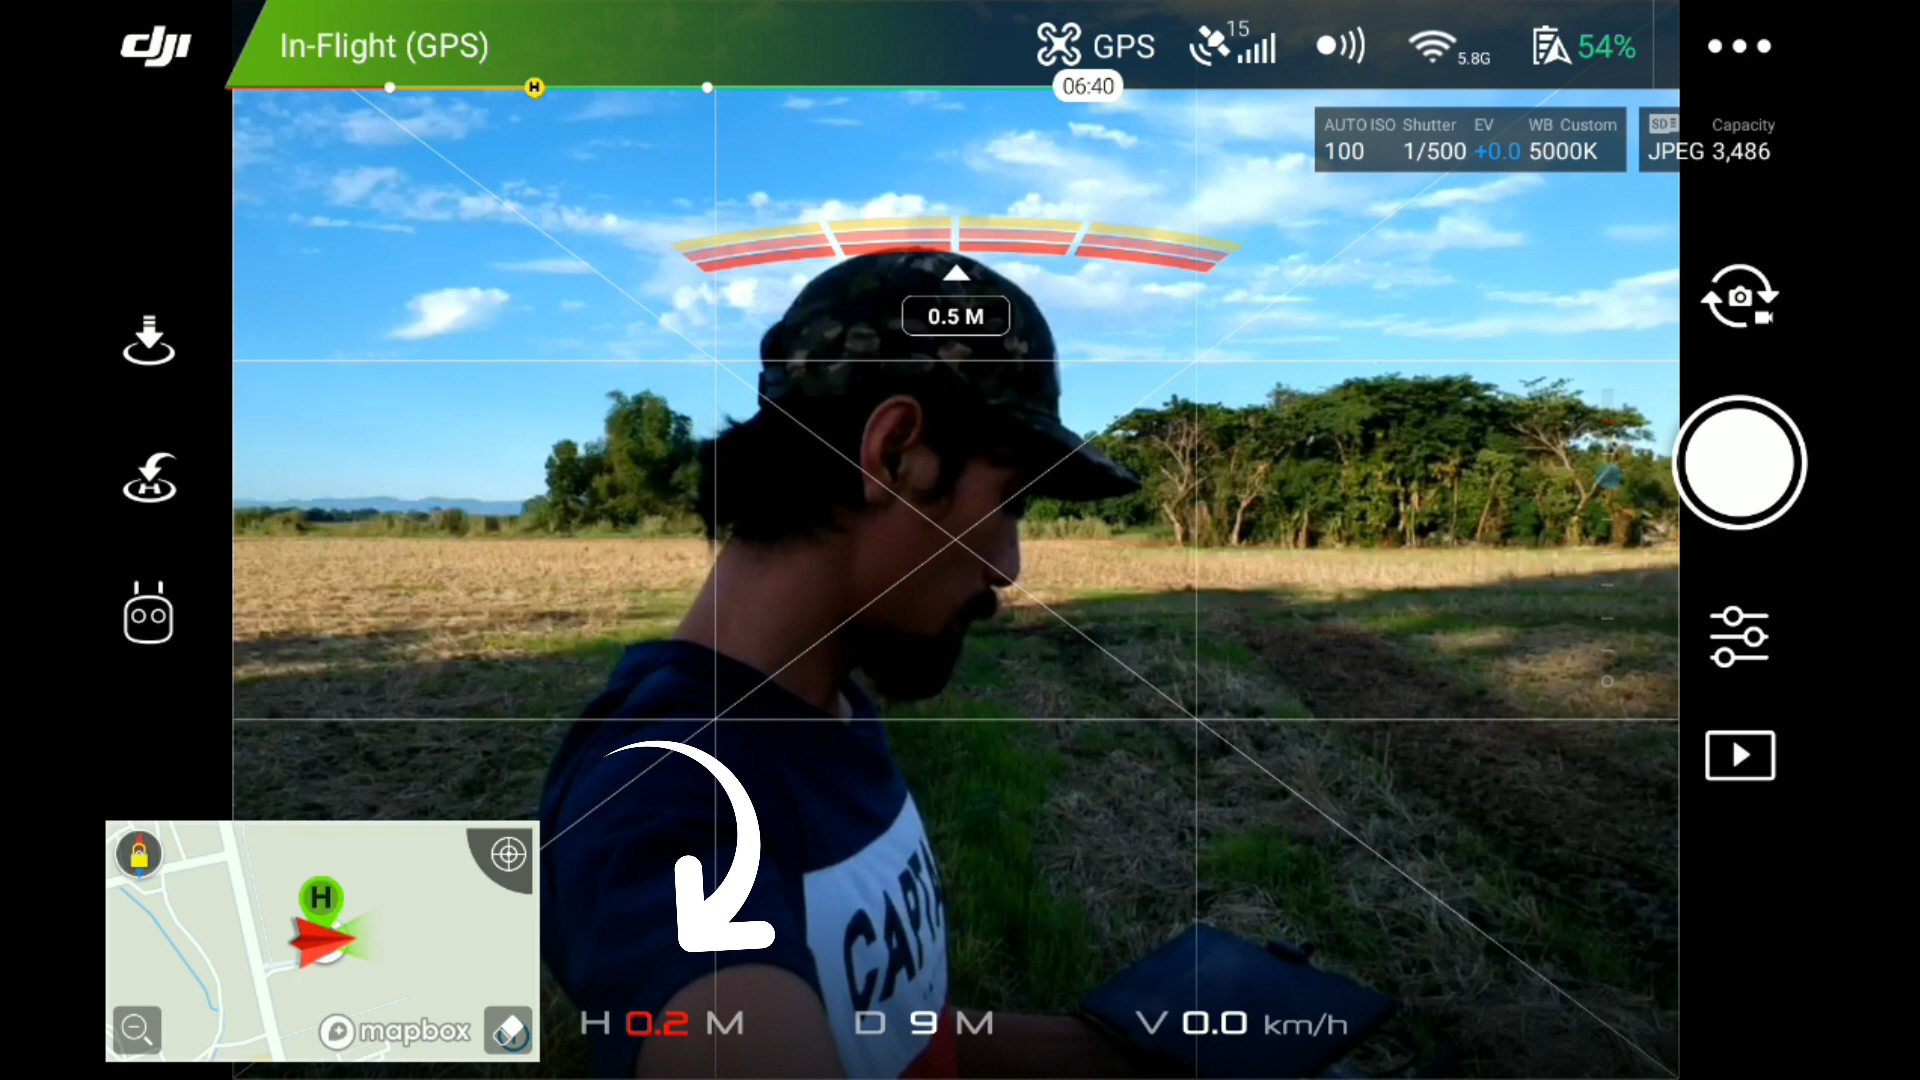 dji
In-Flight (GPS)
GPS
15
5.8G
54%
H
06:40
AUTO ISO Shutter EV WB Custom
100 1/500 +0.0 5000K
SD
Capacity
JPEG 3,486
0.5 M
H
H
mapbox
CAPTA
H 0.2 M
D 9 M
V 0.0 km/h